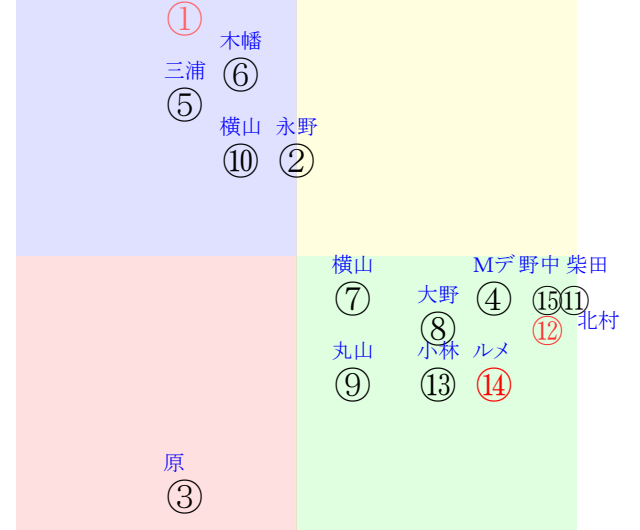 ①
木幡
三浦
⑥
⑤
横山 永野
⑩ ②
横山 Mデ 野中 柴田
大野
⑦ ④ ⑮⑪
北村
⑧ ⑫
丸山 小林 ルメ
⑨ ⑬ ⑭
原
③